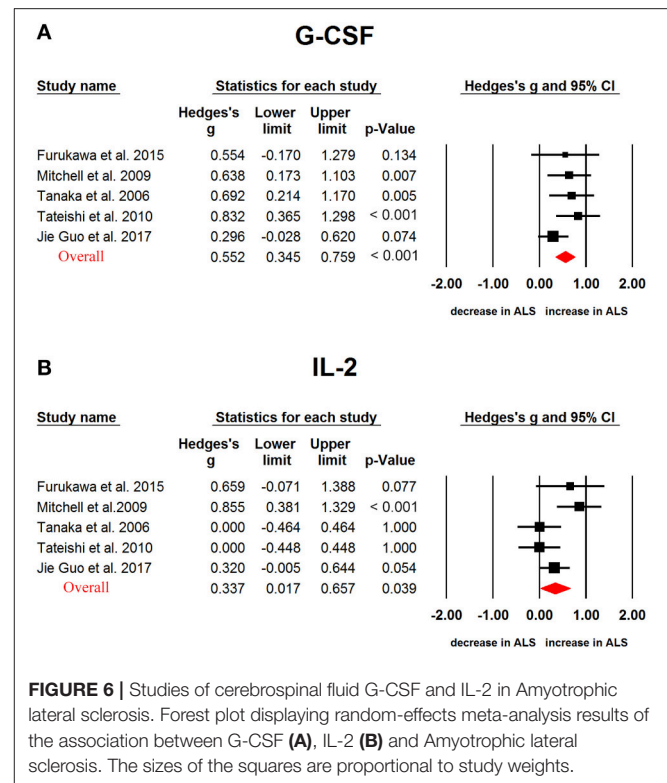 A
G-CSF
Study name Statistics for each study Hedges's g and 95% CI
Hedges's g Lower limit Upper limit p-Value
Furukawa et al. 2015 0.554 -0.170 1.279 0.134
Mitchell et al. 2009 0.638 0.173 1.103 0.007
Tanaka et al. 2006 0.692 0.214 1.170 0.005
Tateishi et al. 2010 0.832 0.365 1.298 < 0.001
Jie Guo et al. 2017 0.296 -0.028 0.620 0.074
Overall 0.552 0.345 0.759 < 0.001
-2.00 -1.00 0.00 1.00 2.00
decrease in ALS increase in ALS
B
IL-2
Study name Statistics for each study Hedges's g and 95% CI
Hedges's g Lower limit Upper limit p-Value
Furukawa et al. 2015 0.659 -0.071 1.388 0.077
Mitchell et al.2009 0.855 0.381 1.329 < 0.001
Tanaka et al. 2006 0.000 -0.464 0.464 1.000
Tateishi et al. 2010 0.000 -0.448 0.448 1.000
Jie Guo et al. 2017 0.320 -0.005 0.644 0.054
Overall 0.337 0.017 0.657 0.039
-2.00 -1.00 0.00 1.00 2.00
decrease in ALS increase in ALS
FIGURE 6 | Studies of cerebrospinal fluid G-CSF and IL-2 in Amyotrophic
lateral sclerosis. Forest plot displaying random-effects meta-analysis results of
the association between G-CSF (A), IL-2 (B) and Amyotrophic lateral
sclerosis. The sizes of the squares are proportional to study weights.